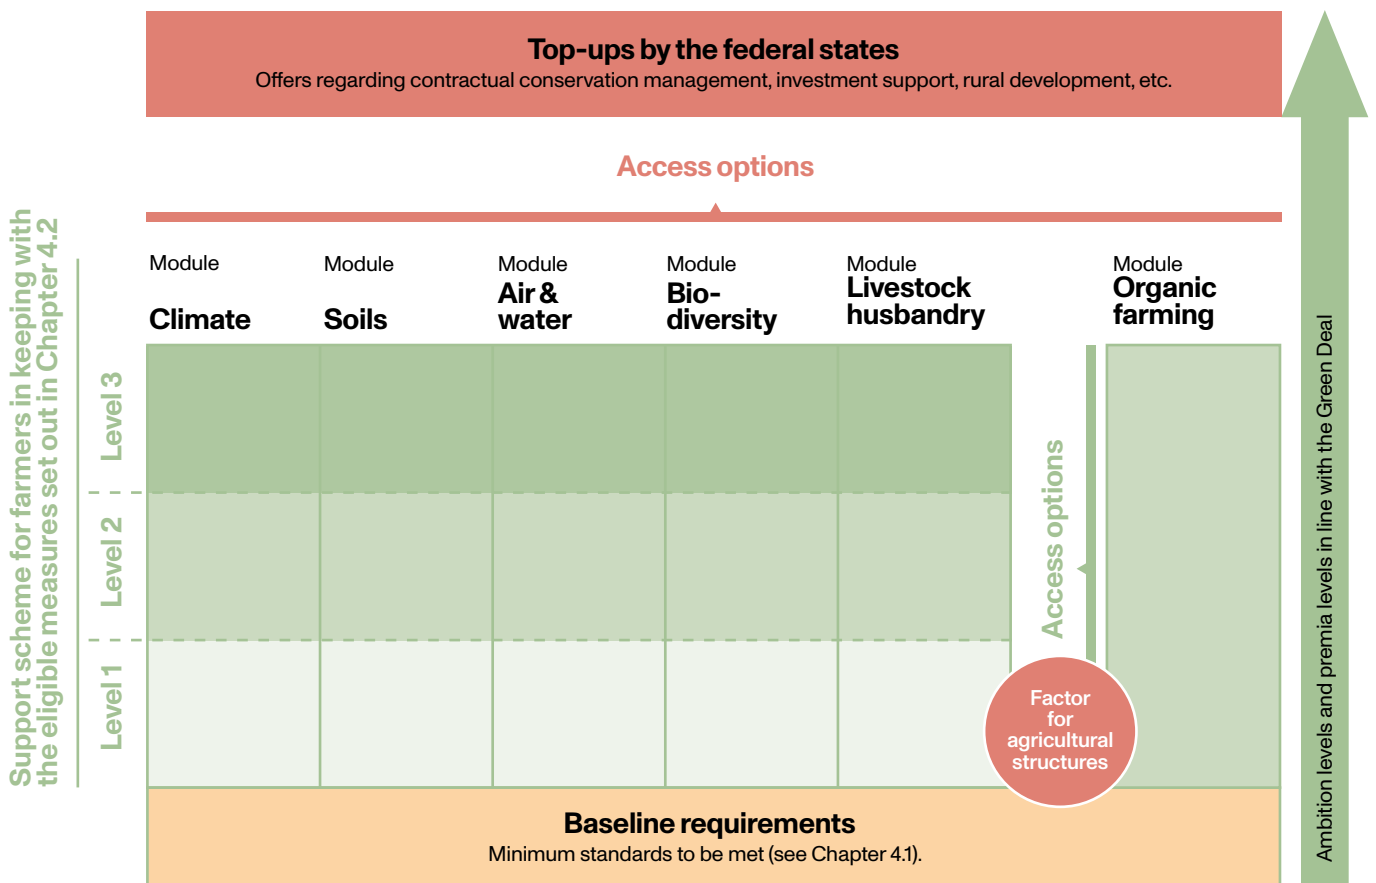 Top-ups by the federal states
Offers regarding contractual conservation management, investment support, rural development, etc.
Access options
Support scheme for farmers in keeping with
the eligible measures set out in Chapter 4.2
Module
Climate
Module
Soils
Module
Air &
water
Module
Bio-
diversity
Module
Livestock
husbandry
Module
Organic
farming
Level 3
Level 2
Level 1
Access options
Factor
for
agricultural
structures
Ambition levels and premia levels in line with the Green Deal
Baseline requirements
Minimum standards to be met (see Chapter 4.1).